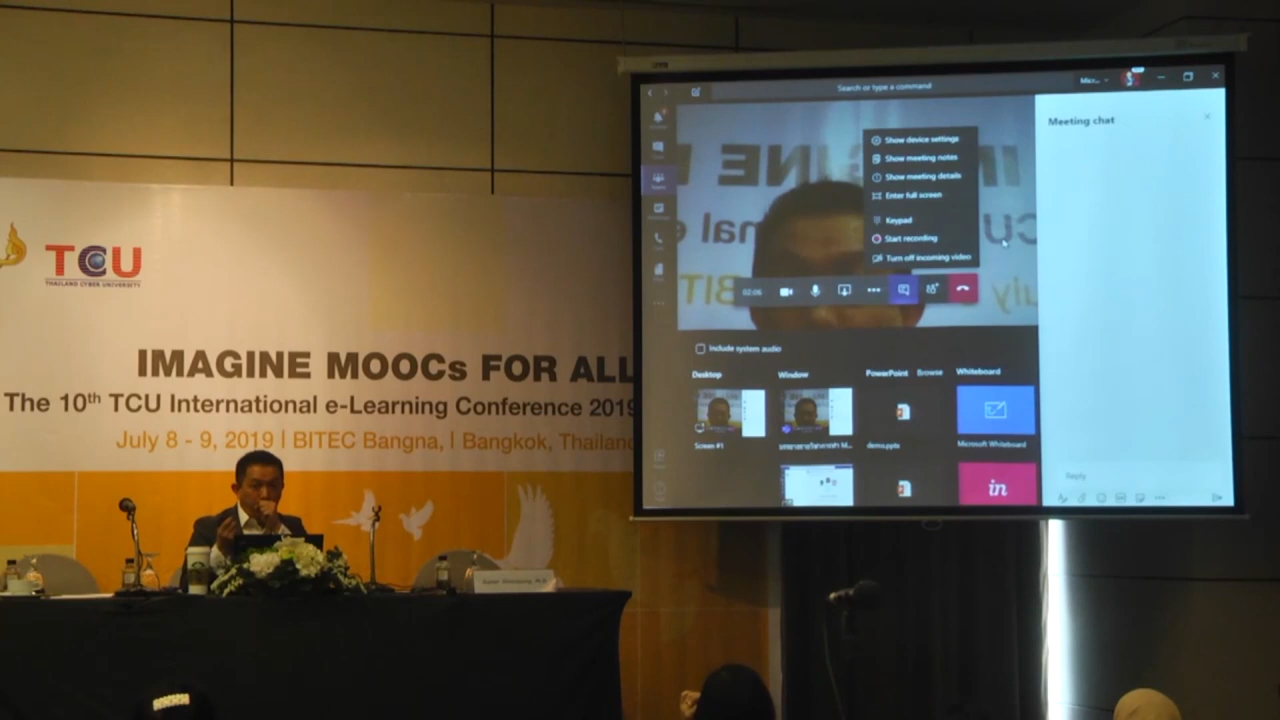 TCU
THAILAND CYBER UNIVERSITY
IMAGINE MOOCs FOR ALL
The 10th TCU International e-Learning Conference 2019
July 8 - 9, 2019 | BITEC Bangna, | Bangkok, Thailand
Search or type a command
Meeting chat
Show device settings
Show meeting notes
Show meeting details
Enter full screen
Keypad
Start recording
Turn off incoming video
02:06
Include system audio
Desktop
Window
PowerPoint
Browse
Whiteboard
Screen #1
demo.pptx
Microsoft Whiteboard
in
Reply